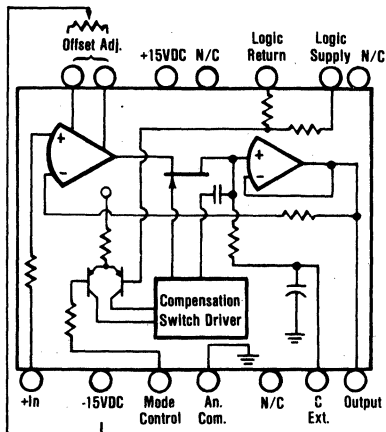 Offset Adj.
+15VDC
N/C
Logic
Return
Logic
Supply
N/C
+
-
+
-
Compensation
Switch Driver
+In
-15VDC
Mode
Control
An.
Com.
N/C
C
Ext.
Output